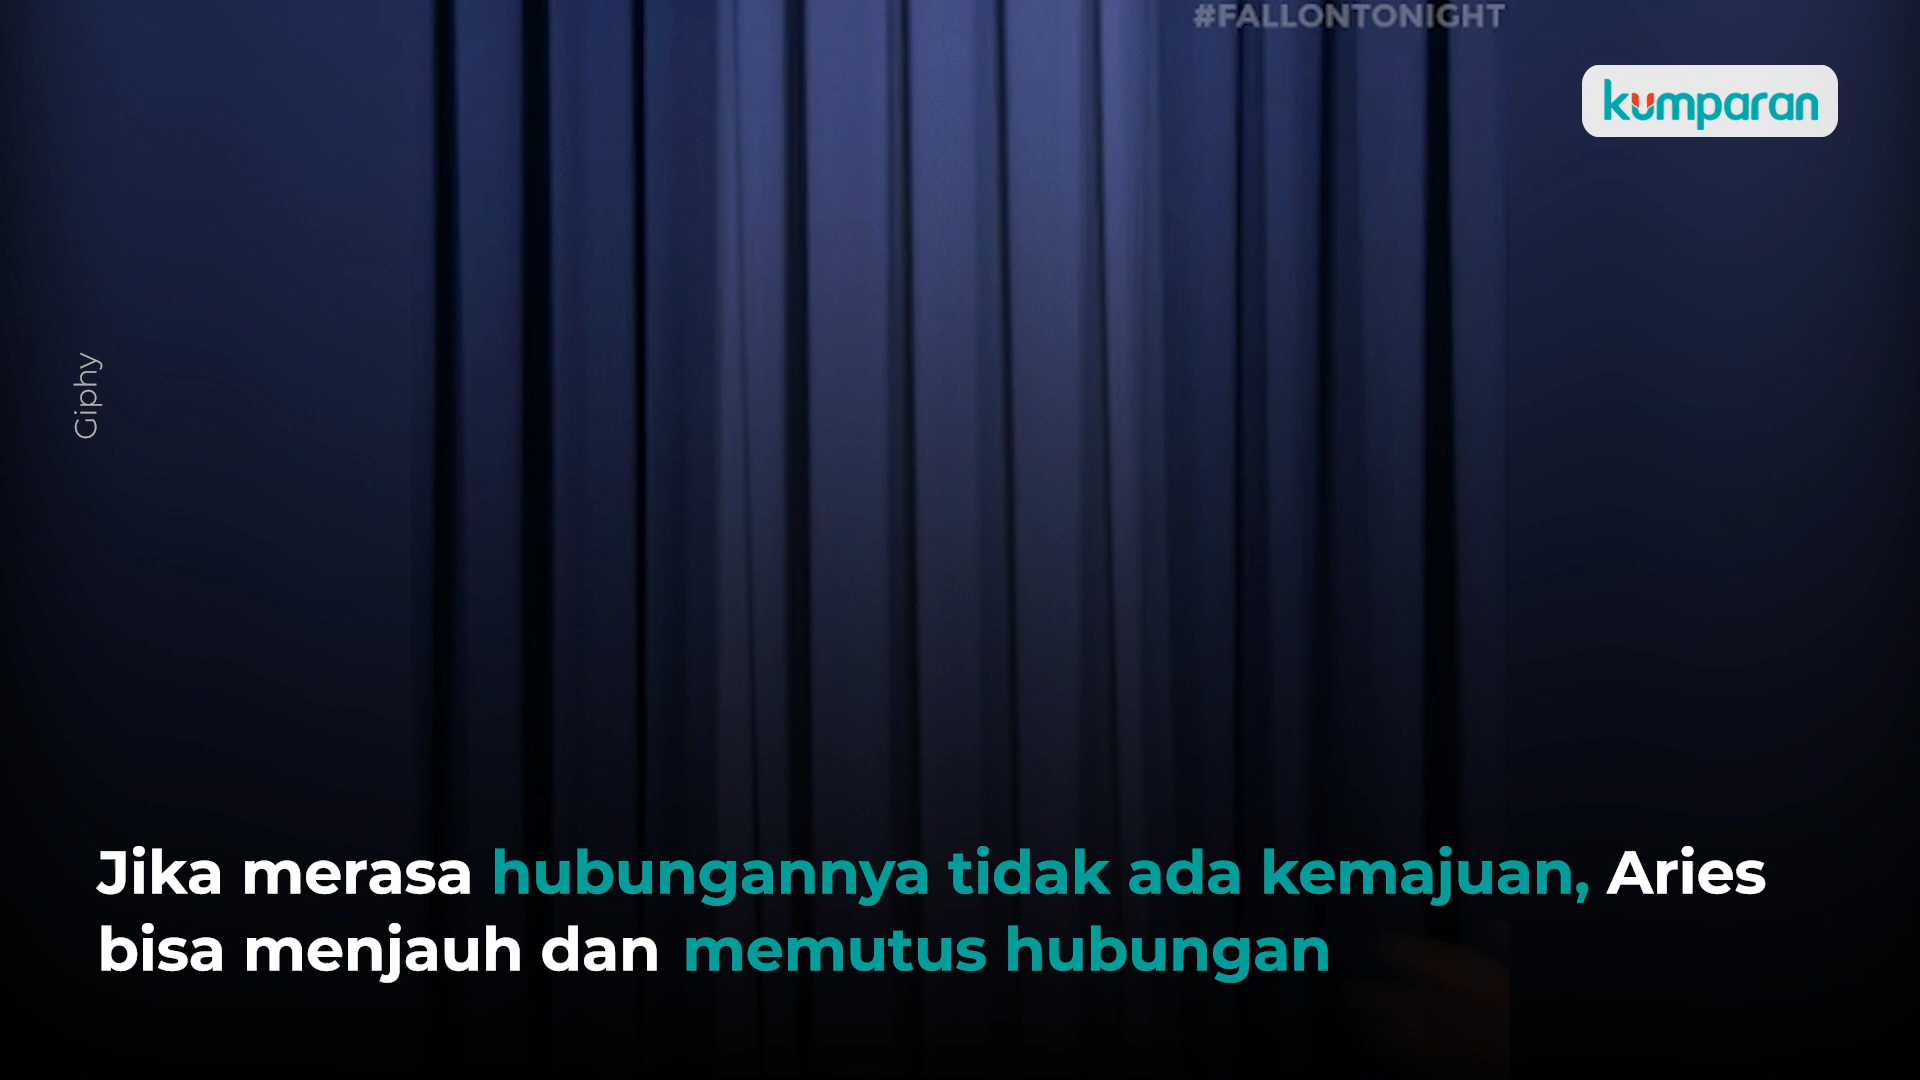 #FALLONTONIGHT
kumparan
Giphy
Jika merasa hubungannya tidak ada kemajuan, Aries
bisa menjauh dan memutus hubungan